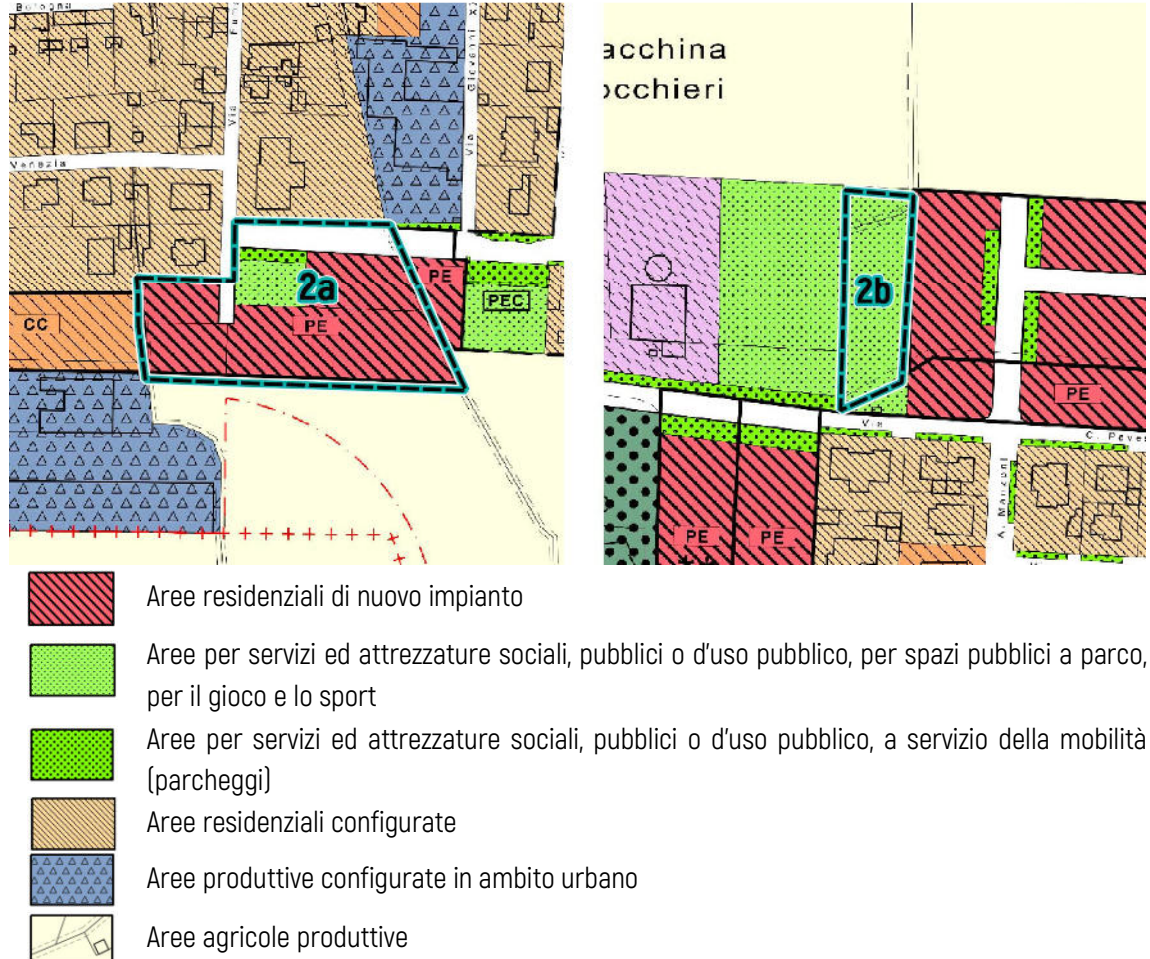 Bologna
Via
Giovanni X
Via
Venezia
2a
PE
PE
PEC
CC
acchina
occhieri
2b
PE
Via
C. Paves
A. Manzoni
PE
PE
Aree residenziali di nuovo impianto
Aree per servizi ed attrezzature sociali, pubblici o d'uso pubblico, per spazi pubblici a parco,
per il gioco e lo sport
Aree per servizi ed attrezzature sociali, pubblici o d'uso pubblico, a servizio della mobilità
(parcheggi)
Aree residenziali configurate
Aree produttive configurate in ambito urbano
Aree agricole produttive